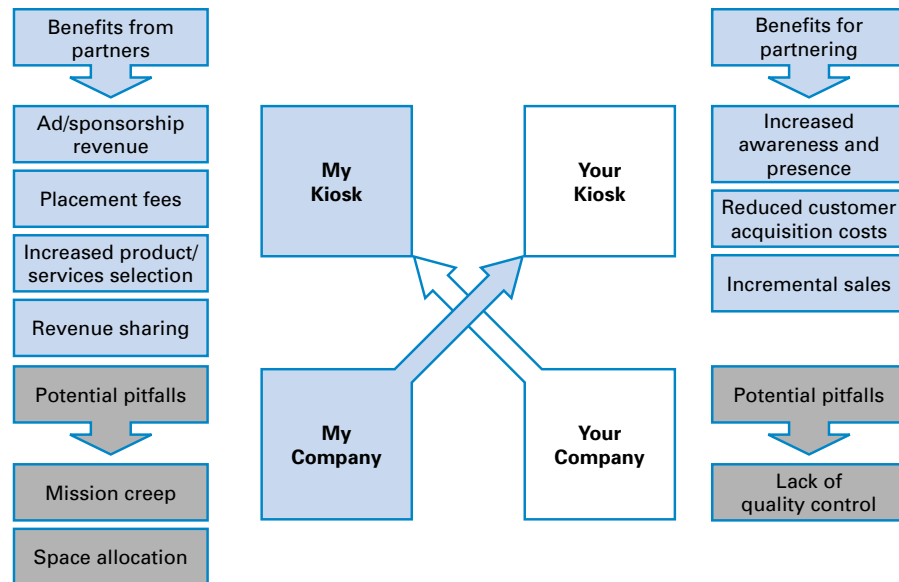 Benefits from
partners
Ad/sponsorship
revenue
Placement fees
Increased product/
services selection
Revenue sharing
Potential pitfalls
Mission creep
Space allocation
My
Kiosk
Your
Kiosk
My
Company
Your
Company
Benefits for
partnering
Increased
awareness and
presence
Reduced customer
acquisition costs
Incremental sales
Potential pitfalls
Lack of
quality control